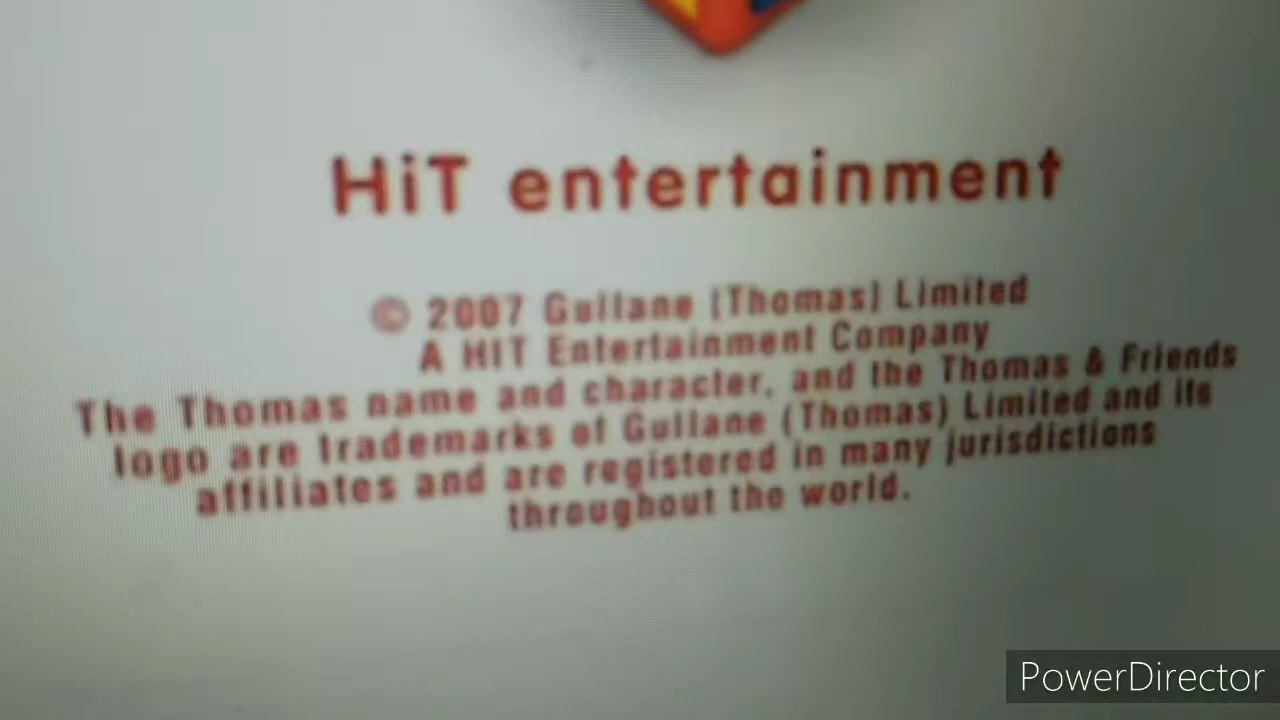 HiT entertainment
© 2007 Gullane (Thomas) Limited
A HIT Entertainment Company
The Thomas name and character, and the Thomas & Friends
logo are trademarks of Gullane (Thomas) Limited and its
affiliates and are registered in many jurisdictions
throughout the world.
PowerDirector